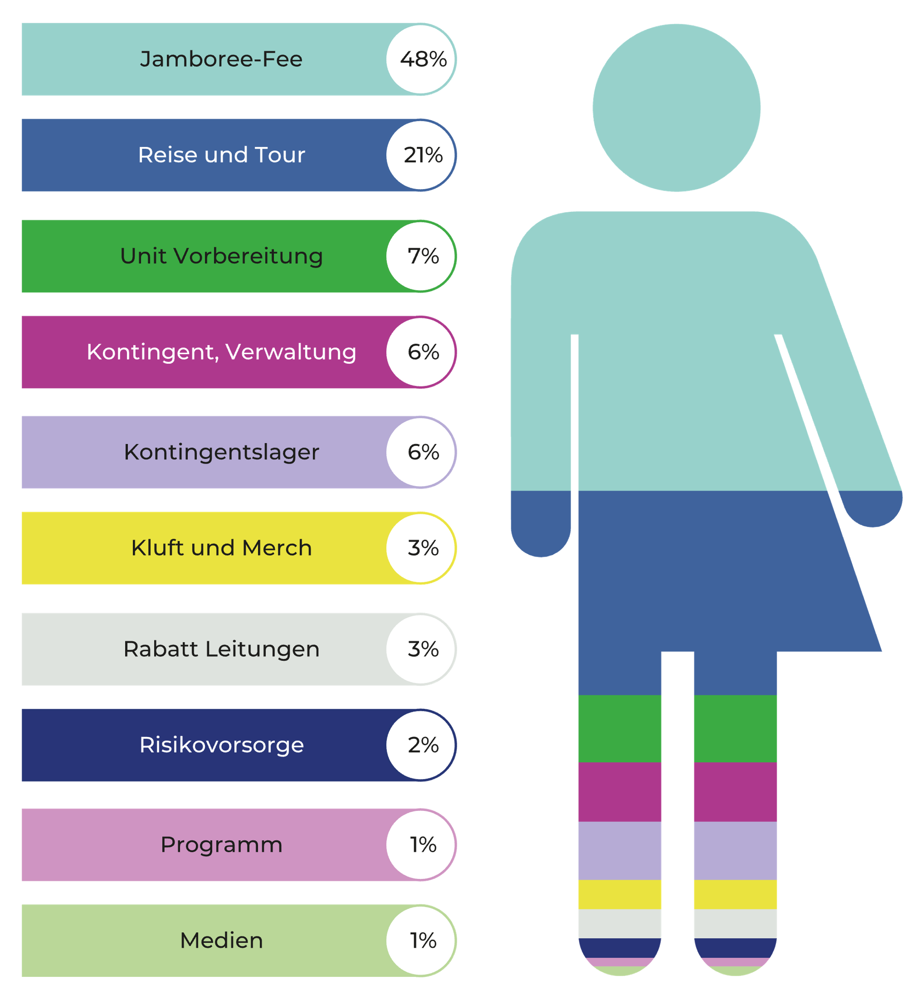 Jamboree-Fee 48%
Reise und Tour 21%
Unit Vorbereitung 7%
Kontingent, Verwaltung 6%
Kontingentslager 6%
Kluft und Merch 3%
Rabatt Leitungen 3%
Risikovorsorge 2%
Programm 1%
Medien 1%